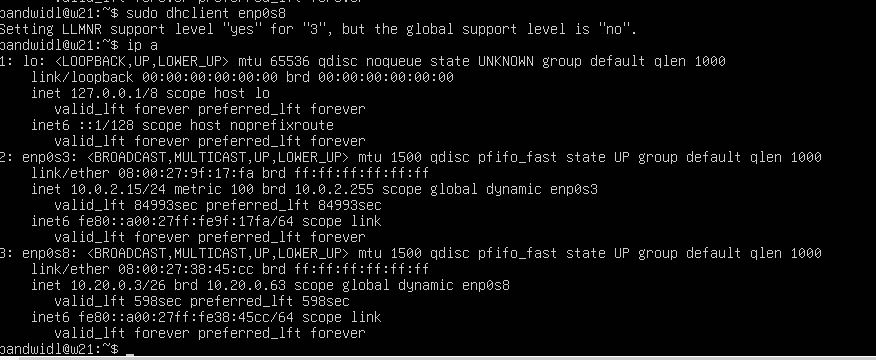 valid_lft forever preferred_lft forever
bandwidl@w21:~$ sudo dhclient enp0s8
Setting LLMNR support level "yes" for "3", but the global support level is "no".
bandwidl@w21:~$ ip a
1: lo: <LOOPBACK,UP,LOWER_UP> mtu 65536 qdisc noqueue state UNKNOWN group default qlen 1000
    link/loopback 00:00:00:00:00:00 brd 00:00:00:00:00:00
    inet 127.0.0.1/8 scope host lo
       valid_lft forever preferred_lft forever
    inet6 ::1/128 scope host noprefixroute
       valid_lft forever preferred_lft forever
2: enp0s3: <BROADCAST,MULTICAST,UP,LOWER_UP> mtu 1500 qdisc pfifo_fast state UP group default qlen 1000
    link/ether 08:00:27:9f:17:fa brd ff:ff:ff:ff:ff:ff
    inet 10.0.2.15/24 metric 100 brd 10.0.2.255 scope global dynamic enp0s3
       valid_lft 84993sec preferred_lft 84993sec
    inet6 fe80::a00:27ff:fe9f:17fa/64 scope link
       valid_lft forever preferred_lft forever
3: enp0s8: <BROADCAST,MULTICAST,UP,LOWER_UP> mtu 1500 qdisc pfifo_fast state UP group default qlen 1000
    link/ether 08:00:27:38:45:cc brd ff:ff:ff:ff:ff:ff
    inet 10.20.0.3/26 brd 10.20.0.63 scope global dynamic enp0s8
       valid_lft 598sec preferred_lft 598sec
    inet6 fe80::a00:27ff:fe38:45cc/64 scope link
       valid_lft forever preferred_lft forever
bandwidl@w21:~$ _